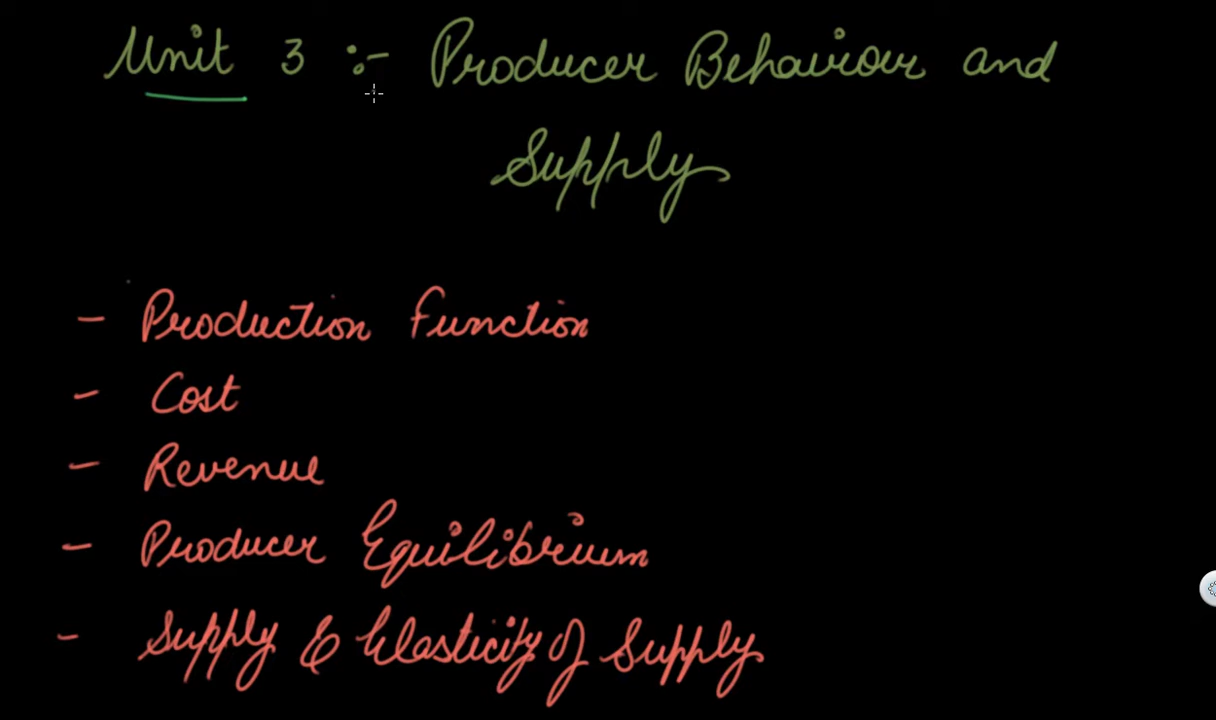 Unit 3 :- Producer Behaviour and
Supply
- Production Function
- Cost
- Revenue
- Producer Equilibrium
- Supply & Elasticity of Supply